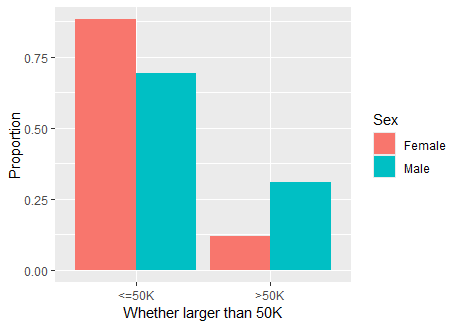 Proportion
0.75
0.50
0.25
0.00
<=50K
>50K
Whether larger than 50K
Sex
Female
Male